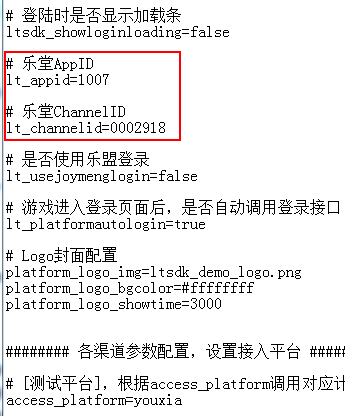 # 登陆时是否显示加载条
ltsdk_showloginloading=false
# 乐堂AppID
lt_appid=1007
# 乐堂ChannelID
lt_channelid=0002918
# 是否使用乐盟登录
lt_usejoymenglogin=false
# 游戏进入登录页面后，是否自动调用登录接口
lt_platformautologin=true
# Logo封面配置
platform_logo_img=ltsdk_demo_logo.png
platform_logo_bgcolor=#ffffffff
platform_logo_showtime=3000
######## 各渠道参数配置，设置接入平台 #####
# [测试平台]，根据access_platform调用对应计
access_platform=youxia